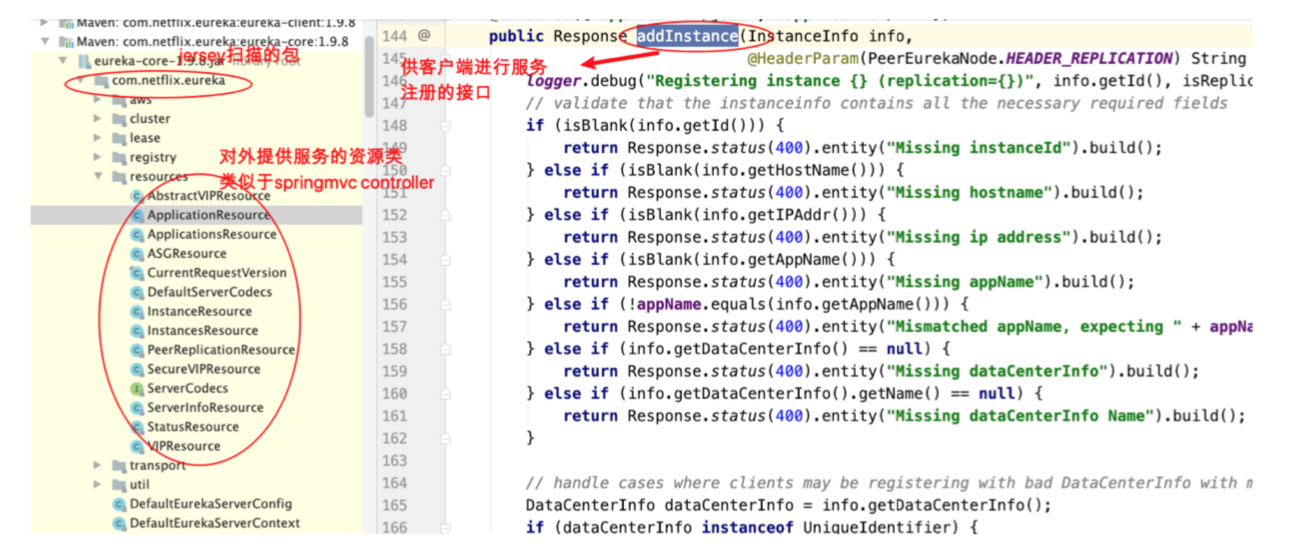 Maven: com.netflix.eureka:eureka-client:1.9.8
Maven: com.netflix.eureka:eureka-core:1.9.8
jersey扫描的包
eureka-core-1.9.8.jar library root
com.netflix.eureka
aws
cluster
lease
registry
对外提供服务的资源类
类似于springmvc controller
resources
AbstractVIPResource
ApplicationResource
ApplicationsResource
ASGResource
CurrentRequestVersion
DefaultServerCodecs
InstanceResource
InstancesResource
PeerReplicationResource
SecureVIPResource
ServerCodecs
ServerInfoResource
StatusResource
VIPResource
transport
util
DefaultEurekaServerConfig
DefaultEurekaServerContext
144 @ public Response addInstance(InstanceInfo info,
145 @HeaderParam(PeerEurekaNode.HEADER_REPLICATION) String
供客户端进行服务
注册的接口
146 logger.debug("Registering instance {} (replication={})", info.getId(), isReplic
147 // validate that the instanceinfo contains all the necessary required fields
148 if (isBlank(info.getId())) {
149 return Response.status(400).entity("Missing instanceId").build();
150 } else if (isBlank(info.getHostName())) {
151 return Response.status(400).entity("Missing hostname").build();
152 } else if (isBlank(info.getIPAddr())) {
153 return Response.status(400).entity("Missing ip address").build();
154 } else if (isBlank(info.getAppName())) {
155 return Response.status(400).entity("Missing appName").build();
156 } else if (!appName.equals(info.getAppName())) {
157 return Response.status(400).entity("Mismatched appName, expecting " + appNa
158 } else if (info.getDataCenterInfo() == null) {
159 return Response.status(400).entity("Missing dataCenterInfo").build();
160 } else if (info.getDataCenterInfo().getName() == null) {
161 return Response.status(400).entity("Missing dataCenterInfo Name").build();
162 }
163
164 // handle cases where clients may be registering with bad DataCenterInfo with m
165 DataCenterInfo dataCenterInfo = info.getDataCenterInfo();
166 if (dataCenterInfo instanceof UniqueIdentifier) {